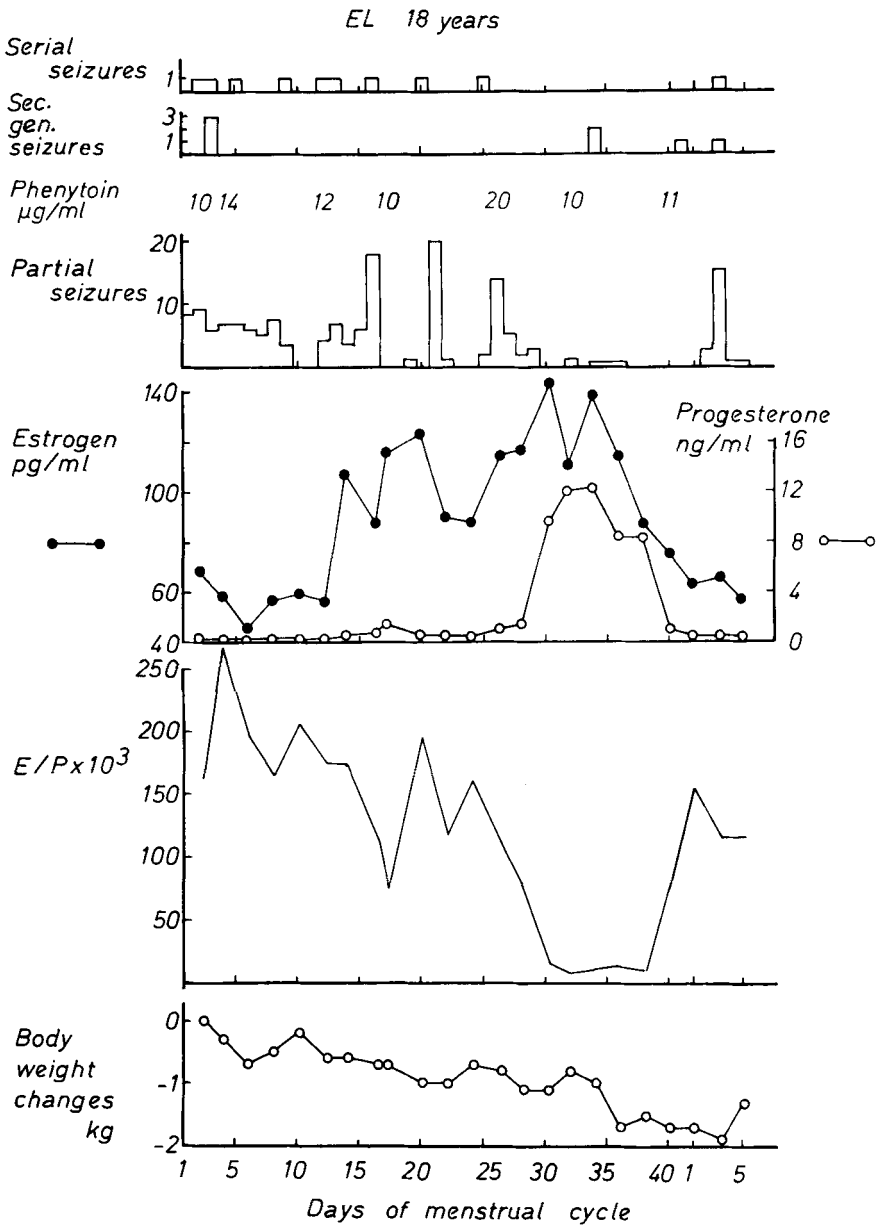 EL 18 years
Serial
seizures
1
Sec.
gen.
seizures
3
1
Phenytoin
µg/ml
10 14 12 10 20 10 11
Partial
seizures
20
10
Estrogen
pg/ml
140
100
60
40
Progesterone
ng/ml
16
12
8
4
0
E/Px10³
250
200
150
100
50
Body
weight
changes
kg
0
-1
-2
1 5 10 15 20 25 30 35 40 1 5
Days of menstrual cycle